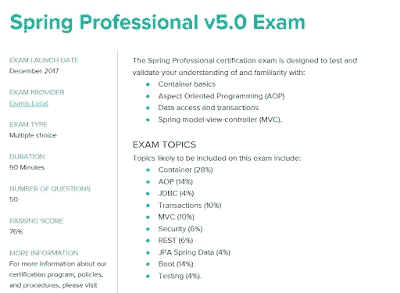 Spring Professional v5.0 Exam
EXAM LAUNCH DATE
December 2017
EXAM PROVIDER
Exams Local
EXAM TYPE
Multiple choice
DURATION
90 Minutes
NUMBER OF QUESTIONS
50
PASSING SCORE
76%
MORE INFORMATION
For more information about our
certification program, policies,
and procedures, please visit
The Spring Professional certification exam is designed to test and
validate your understanding of and familiarity with:
● Container basics
● Aspect Oriented Programming (AOP)
● Data access and transactions
● Spring model-view-controller (MVC).
EXAM TOPICS
Topics likely to be included on this exam include:
● Container (28%)
● AOP (14%)
● JDBC (4%)
● Transactions (10%)
● MVC (10%)
● Security (6%)
● REST (6%)
● JPA Spring Data (4%)
● Boot (14%)
● Testing (4%).